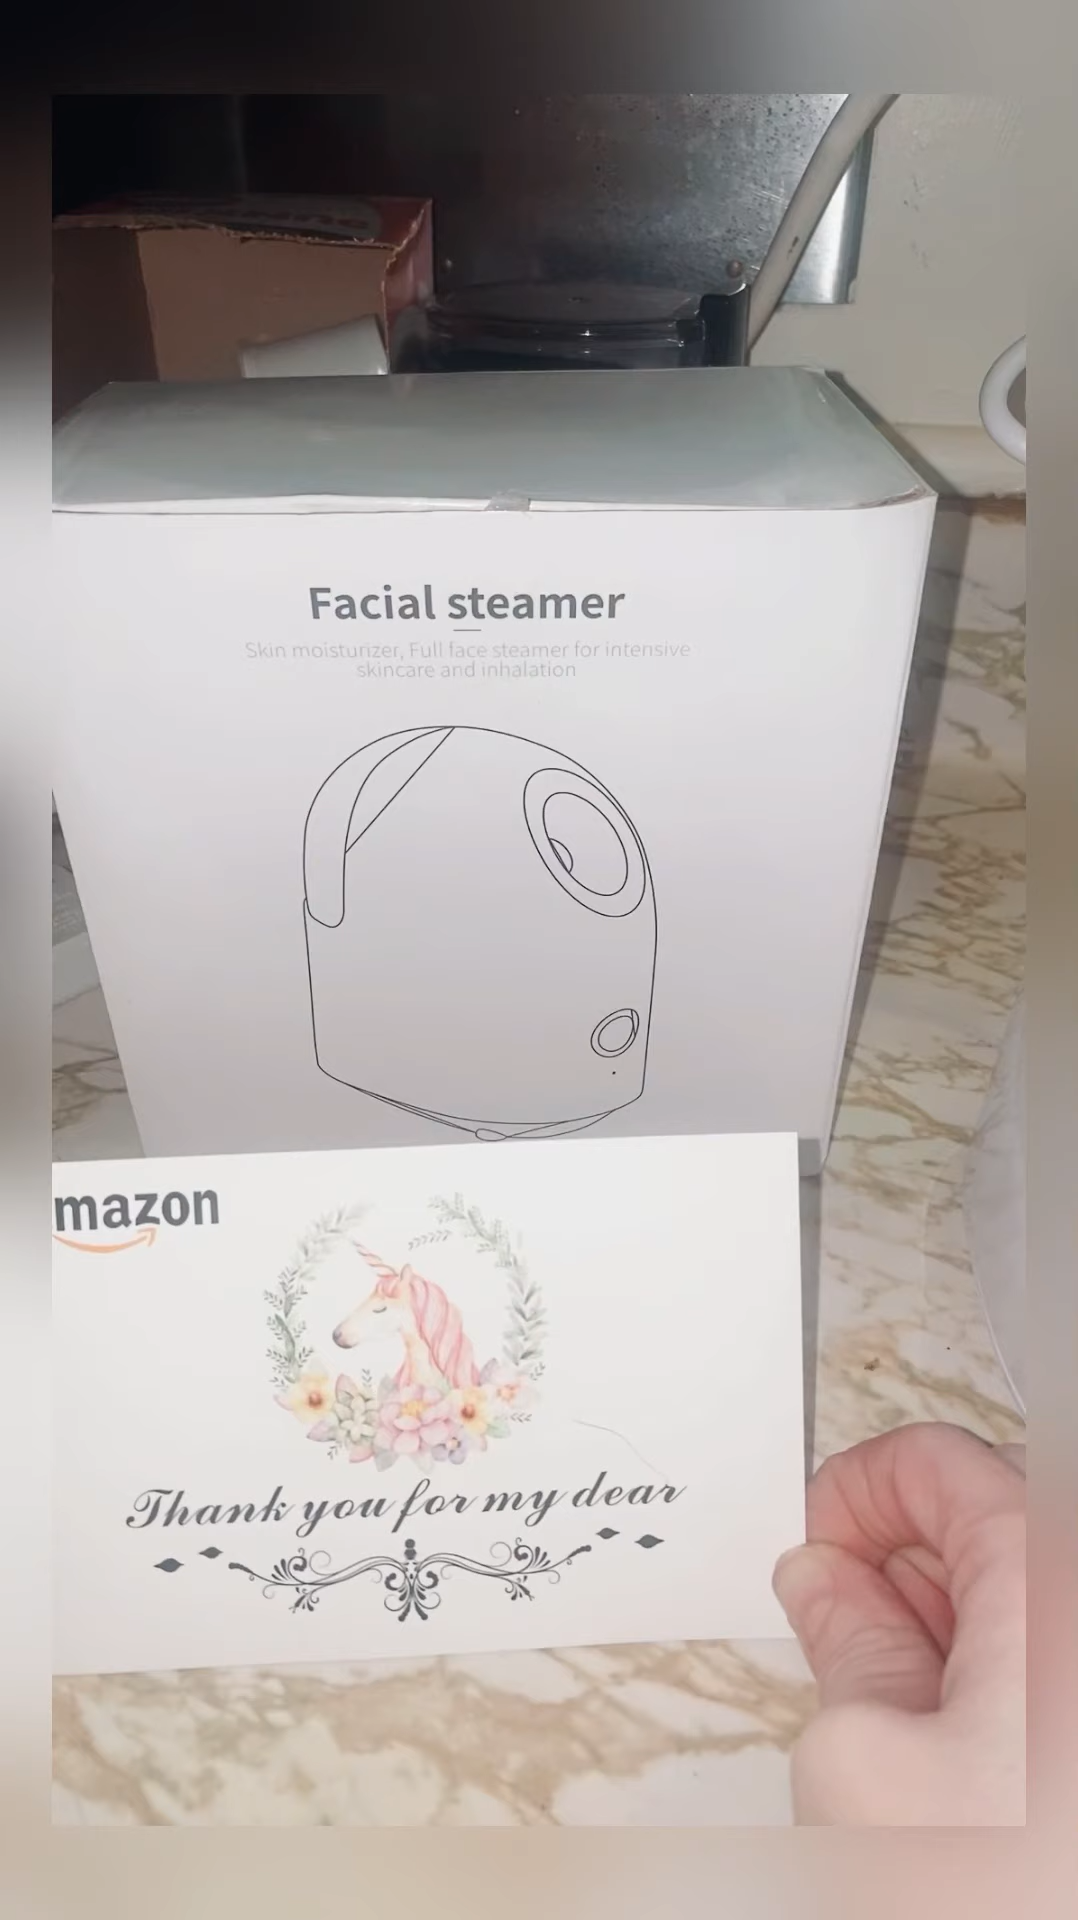 Facial steamer
Skin moisturizer, Full face steamer for intensive
skincare and inhalation
mazon
Thank you for my dear